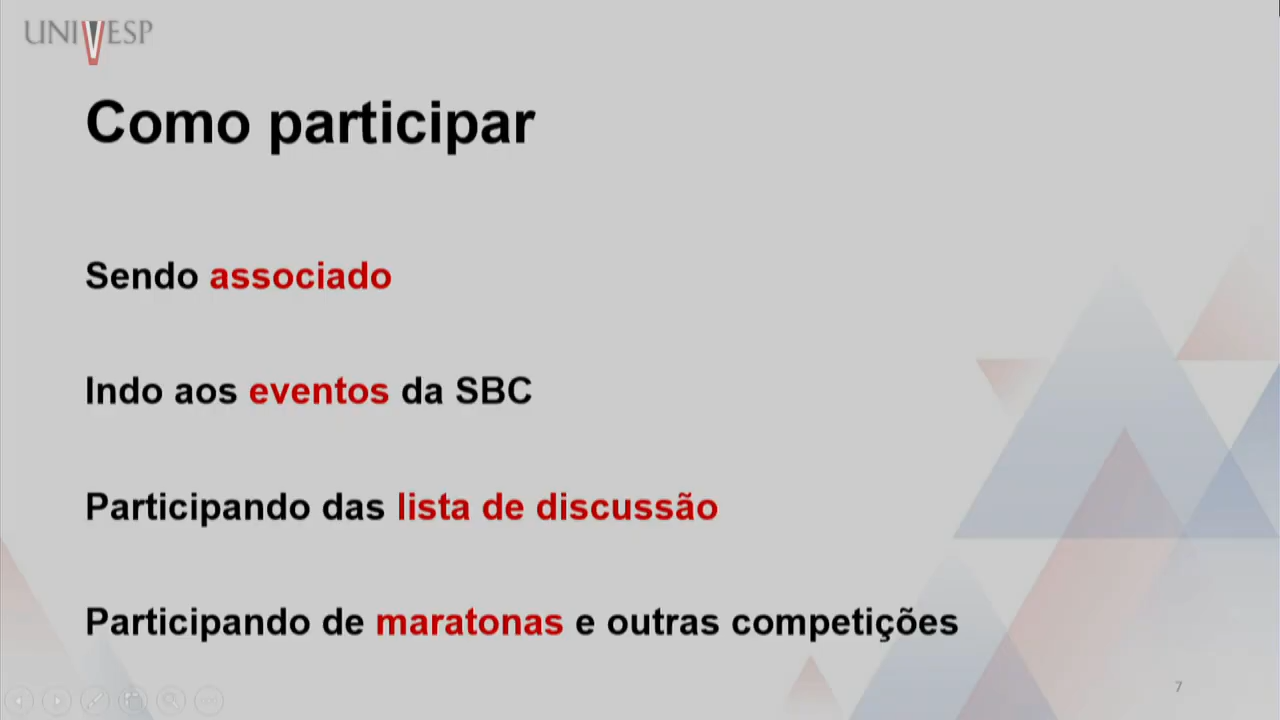 UNIVESP
Como participar
Sendo associado
Indo aos eventos da SBC
Participando das lista de discussão
Participando de maratonas e outras competições
7